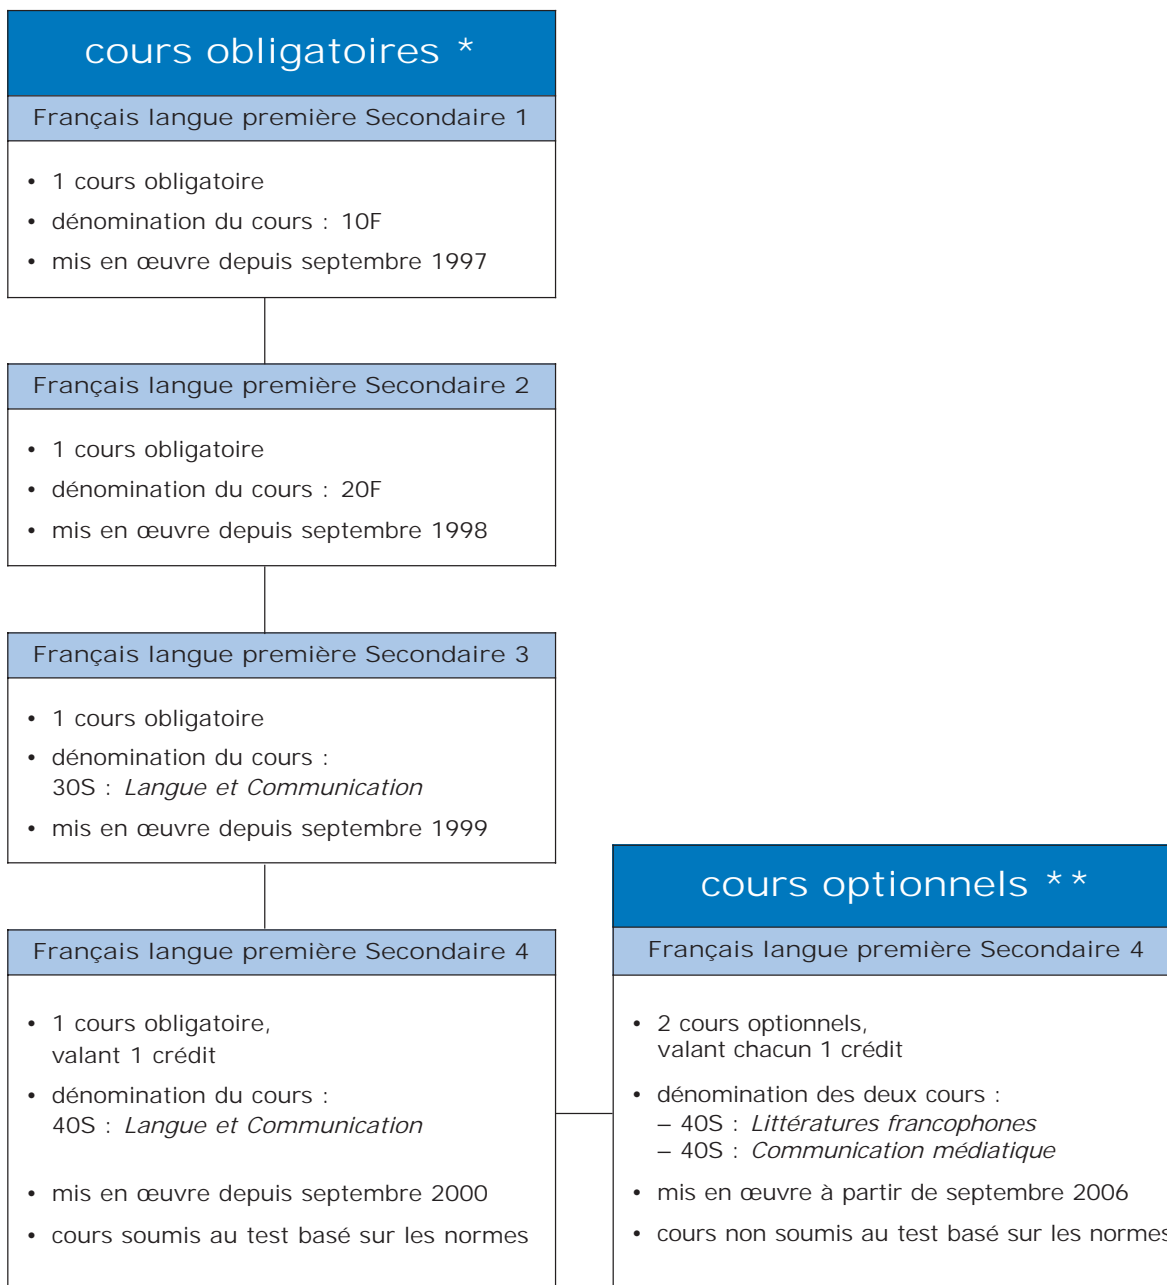 cours obligatoires *
Français langue première Secondaire 1
• 1 cours obligatoire
• dénomination du cours : 10F
• mis en œuvre depuis septembre 1997
Français langue première Secondaire 2
• 1 cours obligatoire
• dénomination du cours : 20F
• mis en œuvre depuis septembre 1998
Français langue première Secondaire 3
• 1 cours obligatoire
• dénomination du cours :
30S : Langue et Communication
• mis en œuvre depuis septembre 1999
Français langue première Secondaire 4
• 1 cours obligatoire,
valant 1 crédit
• dénomination du cours :
40S : Langue et Communication
• mis en œuvre depuis septembre 2000
• cours soumis au test basé sur les normes
cours optionnels **
Français langue première Secondaire 4
• 2 cours optionnels,
valant chacun 1 crédit
• dénomination des deux cours :
– 40S : Littératures francophones
– 40S : Communication médiatique
• mis en œuvre à partir de septembre 2006
• cours non soumis au test basé sur les normes